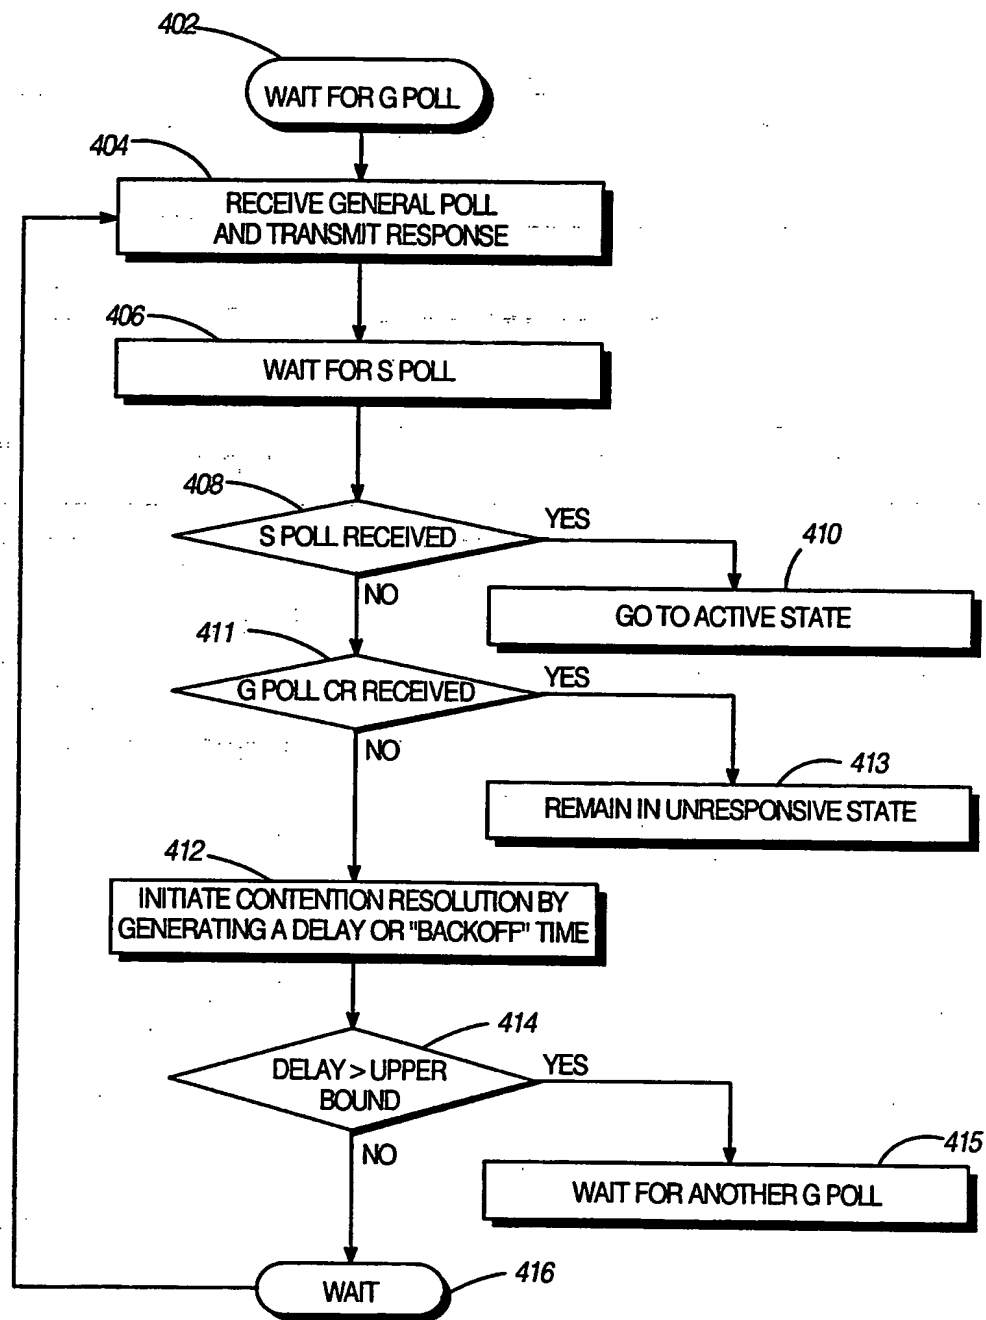 402
WAIT FOR G POLL
404
RECEIVE GENERAL POLL
AND TRANSMIT RESPONSE
406
WAIT FOR S POLL
408
S POLL RECEIVED
YES
410
NO
GO TO ACTIVE STATE
411
G POLL CR RECEIVED
YES
NO
413
REMAIN IN UNRESPONSIVE STATE
412
INITIATE CONTENTION RESOLUTION BY
GENERATING A DELAY OR "BACKOFF" TIME
414
DELAY > UPPER
BOUND
YES
NO
415
WAIT FOR ANOTHER G POLL
WAIT
416